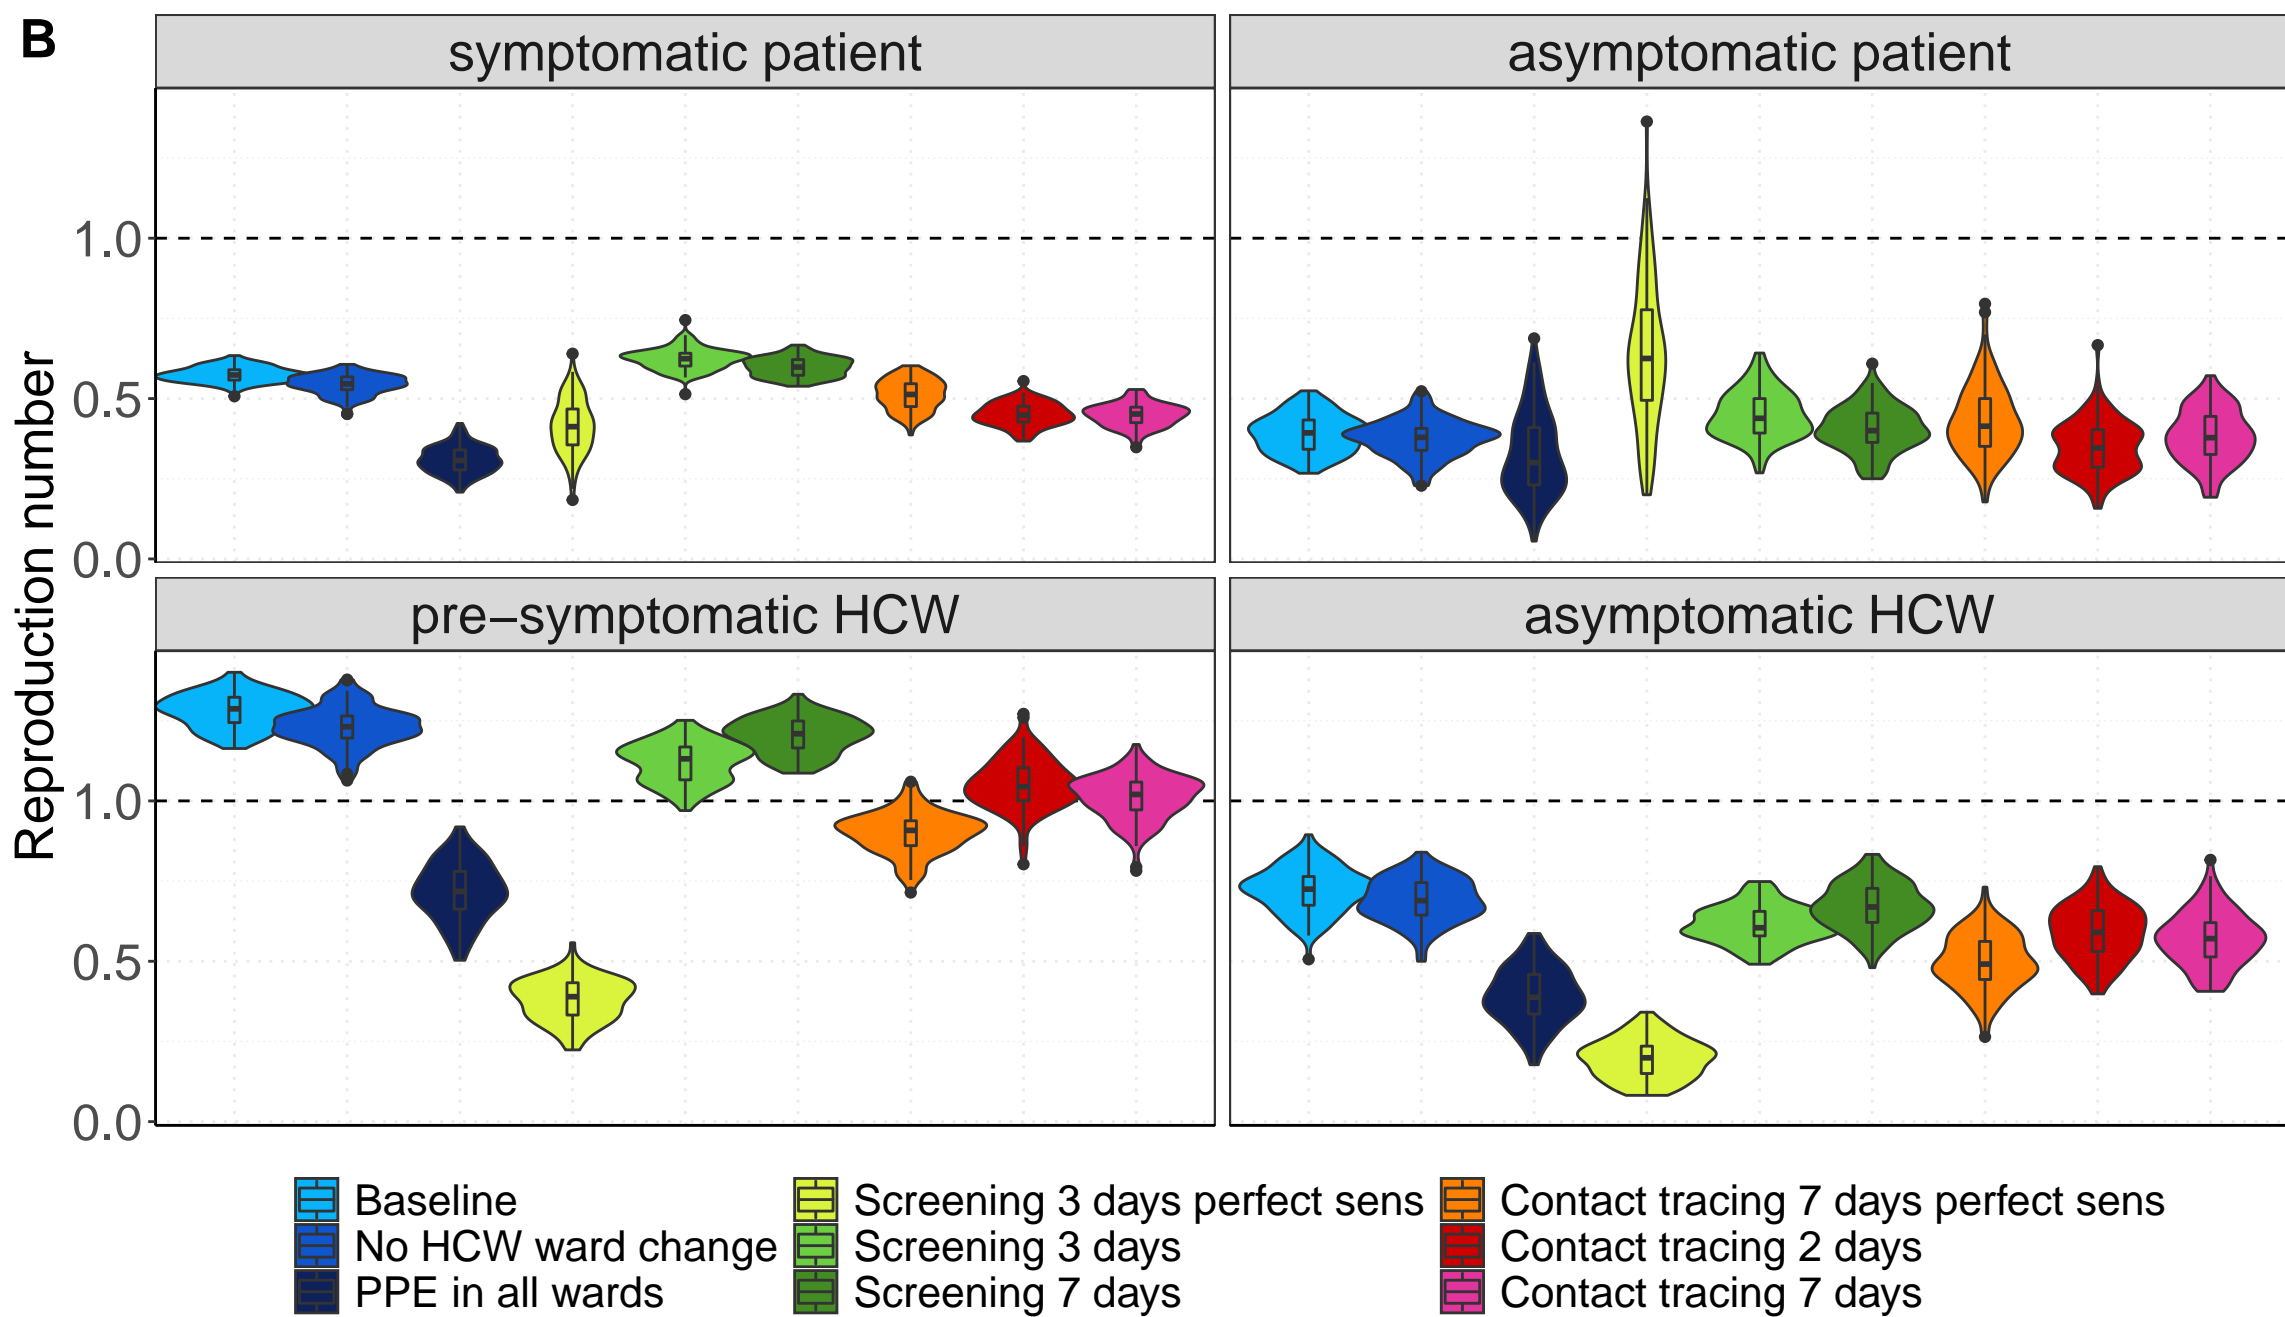 B
symptomatic patient
asymptomatic patient
1.0
0.5
0.0
Reproduction number
pre−symptomatic HCW
asymptomatic HCW
1.0
0.5
0.0
Baseline
No HCW ward change
PPE in all wards
Screening 3 days perfect sens
Screening 3 days
Screening 7 days
Contact tracing 7 days perfect sens
Contact tracing 2 days
Contact tracing 7 days